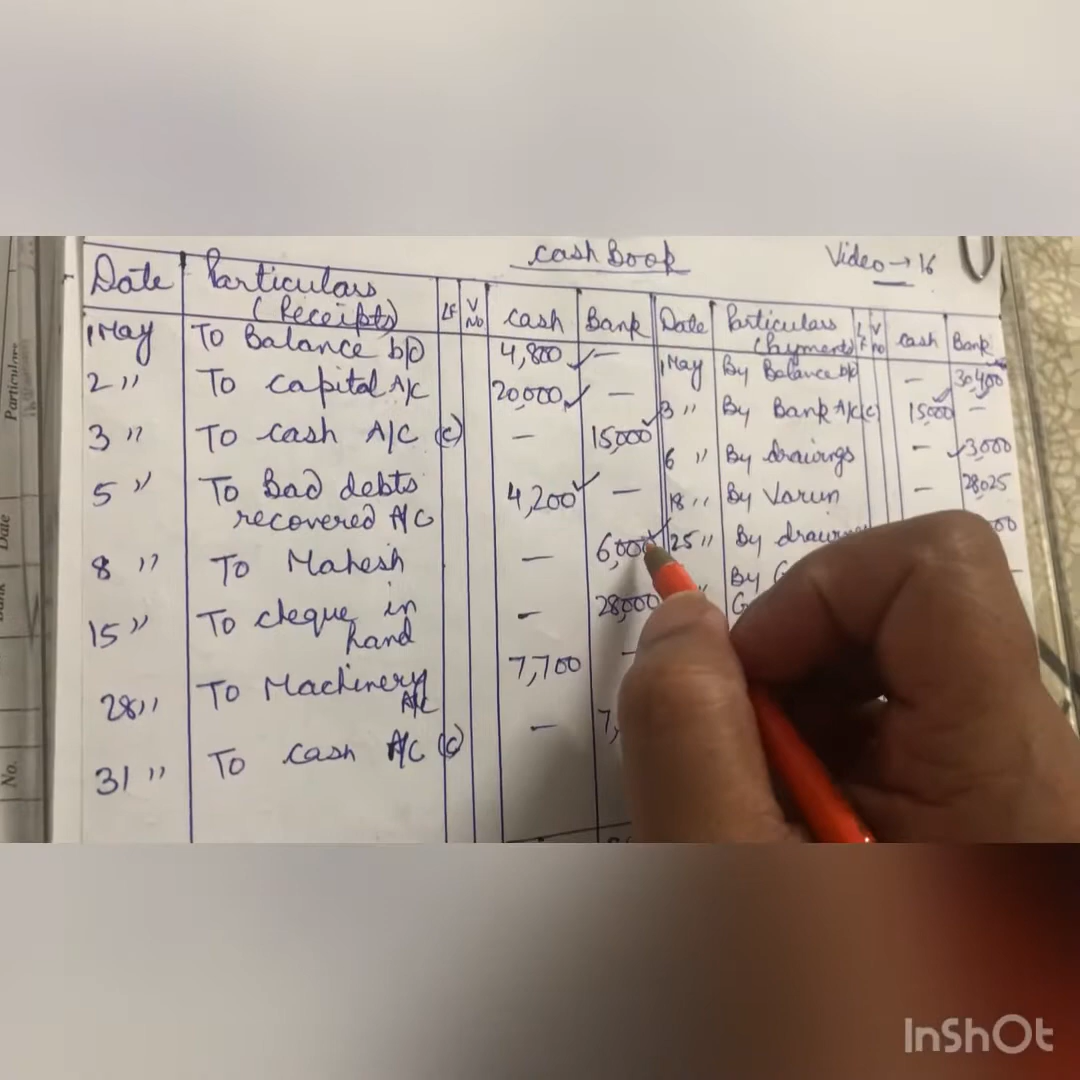 Cash Book
Video → 16
Date Particulars (Receipts) LF V No Cash Bank Date Particulars (Payments) L F V no Cash Bank
1 May To Balance b/d 4,800 — 1 May By Balance b/d — 30,400
2 " To Capital A/C 20,000 — 3 " By Bank A/C (C) 15,000 —
3 " To Cash A/C (C) — 15,000 6 " By drawings — 3,000
5 " To Bad debts recovered A/C 4,200 — 18 " By Varun — 28,025
8 " To Mahesh — 6,000 25 "
15 " To cheque in hand — 28,000
28 " To Machinery A/C 7,700 —
31 " To Cash A/C (C) —
Particulars
Date
No.
InShOt